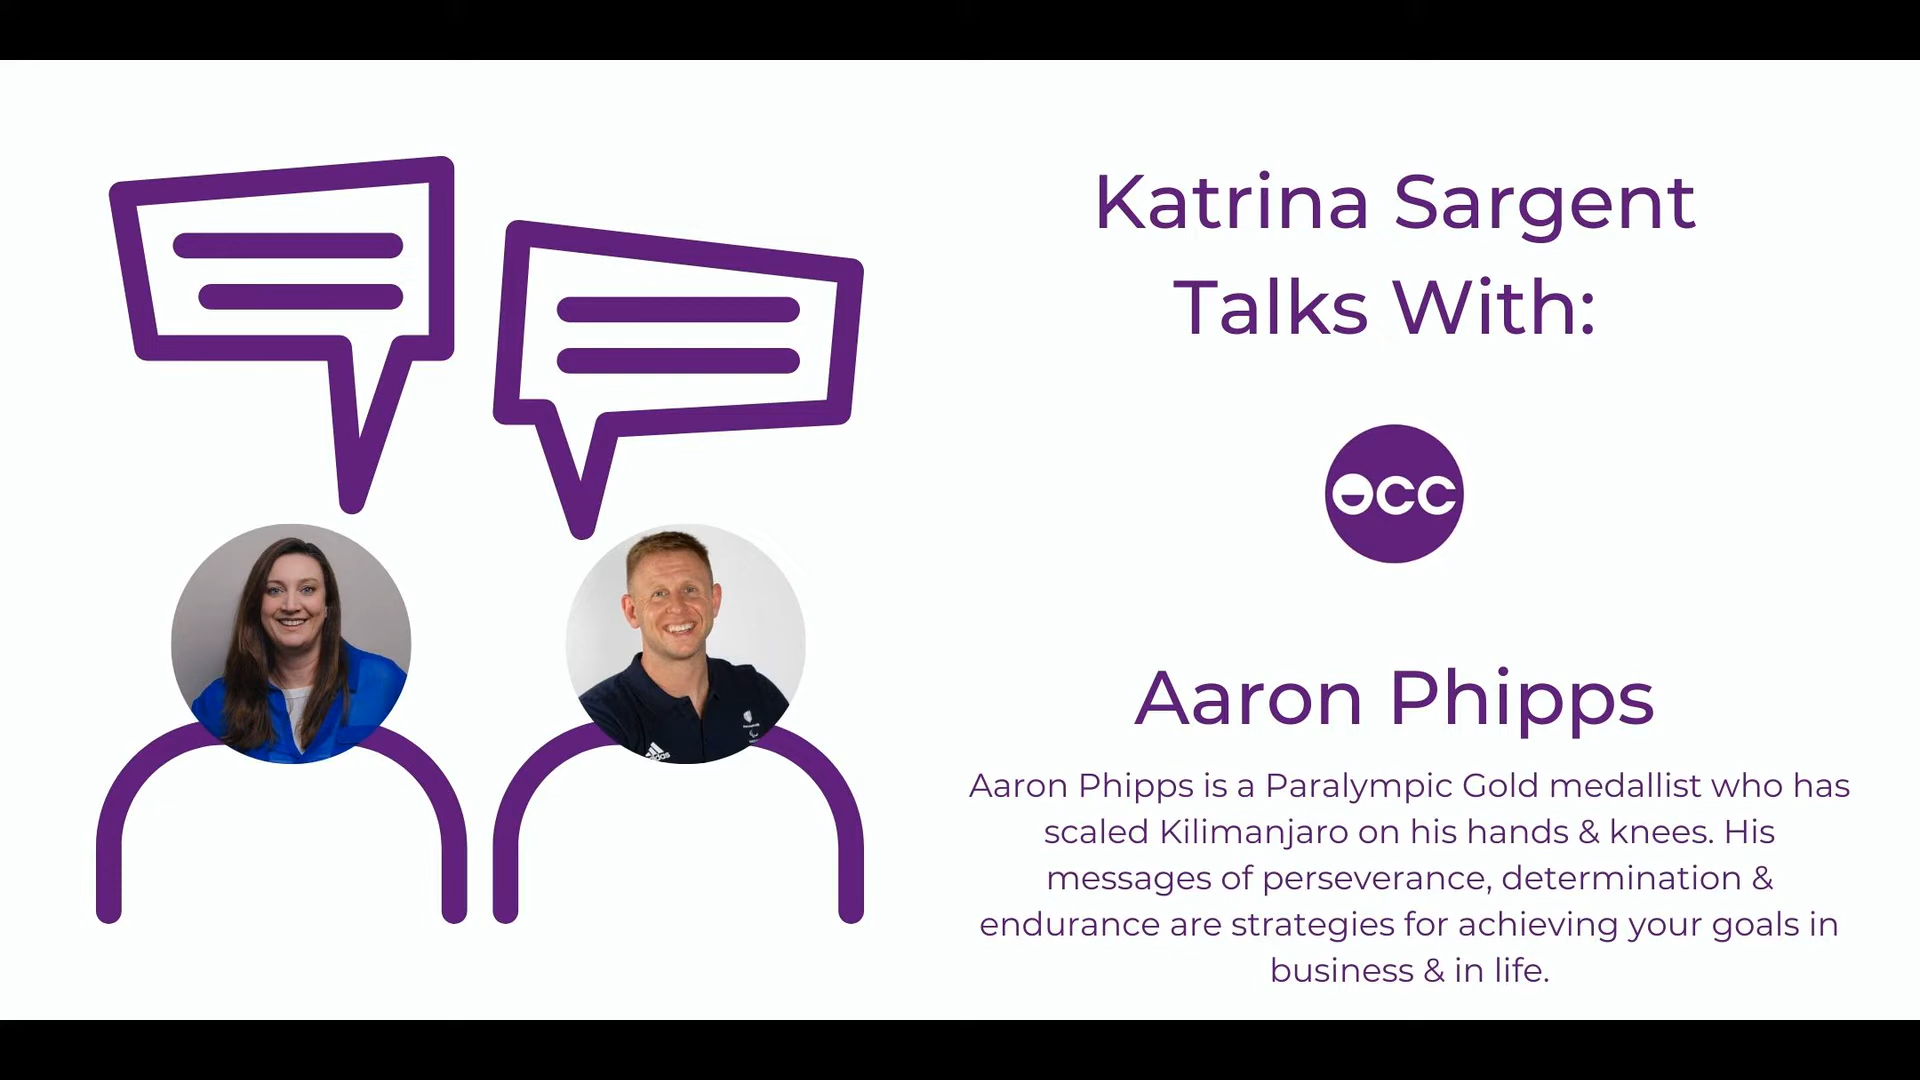 Katrina Sargent
Talks With:
occ
Aaron Phipps
Aaron Phipps is a Paralympic Gold medallist who has
scaled Kilimanjaro on his hands & knees. His
messages of perseverance, determination &
endurance are strategies for achieving your goals in
business & in life.